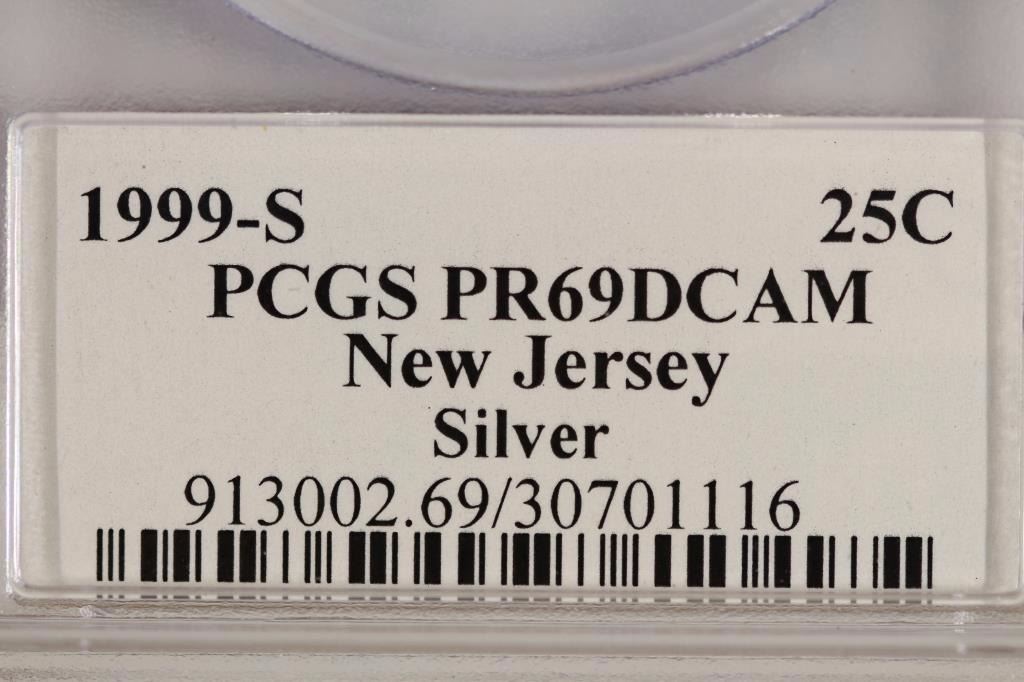 1999-S 25C
PCGS PR69DCAM
New Jersey
Silver
913002.69/30701116